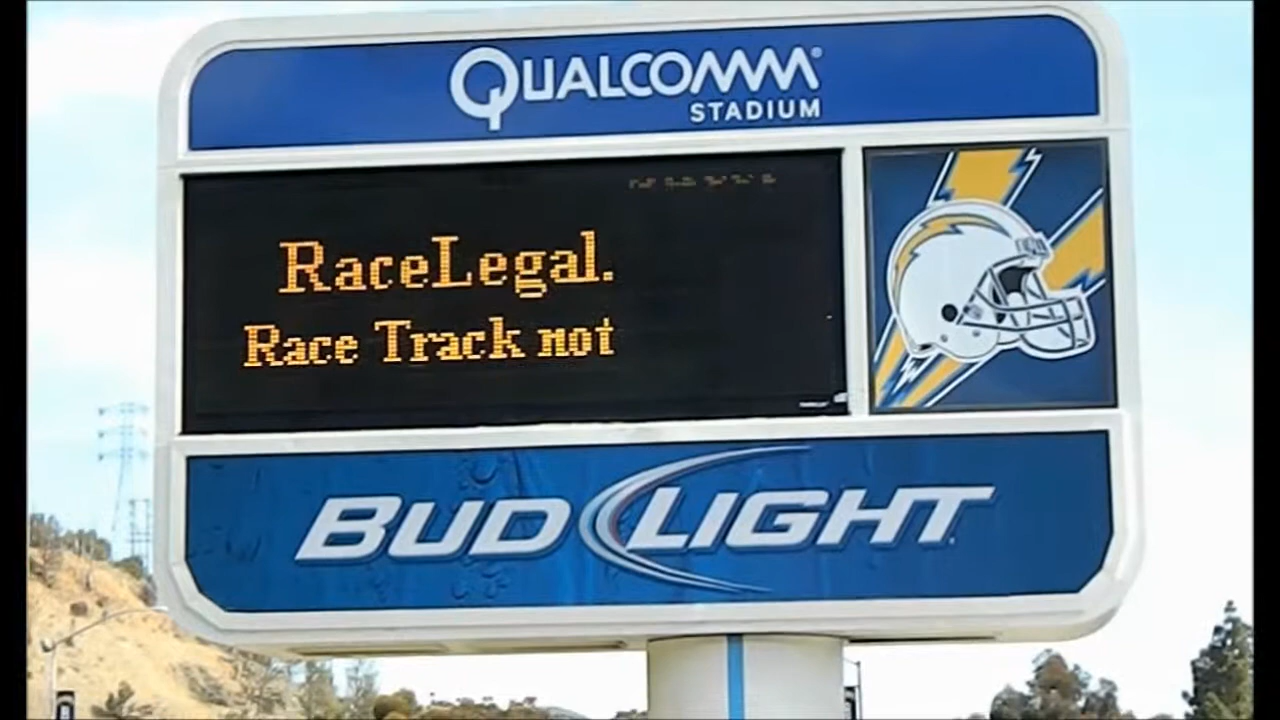 QUALCOMM
STADIUM
RaceLegal.
Race Track not
BUD LIGHT